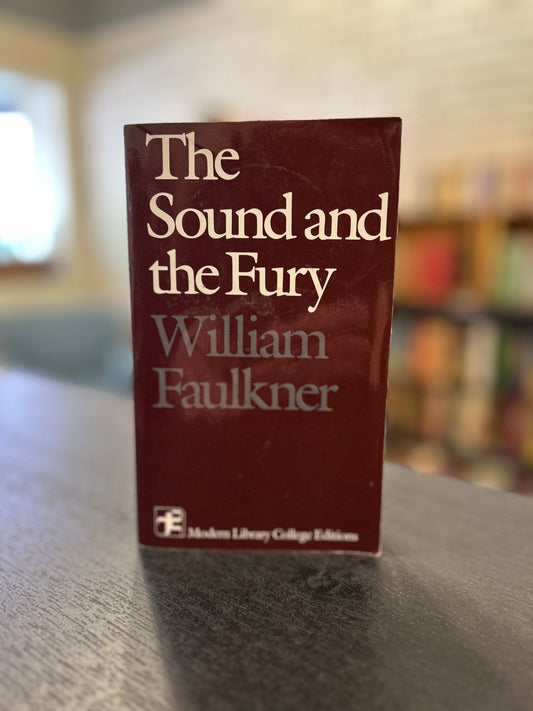 The
Sound and
the Fury
William
Faulkner
Modern Library College Editions